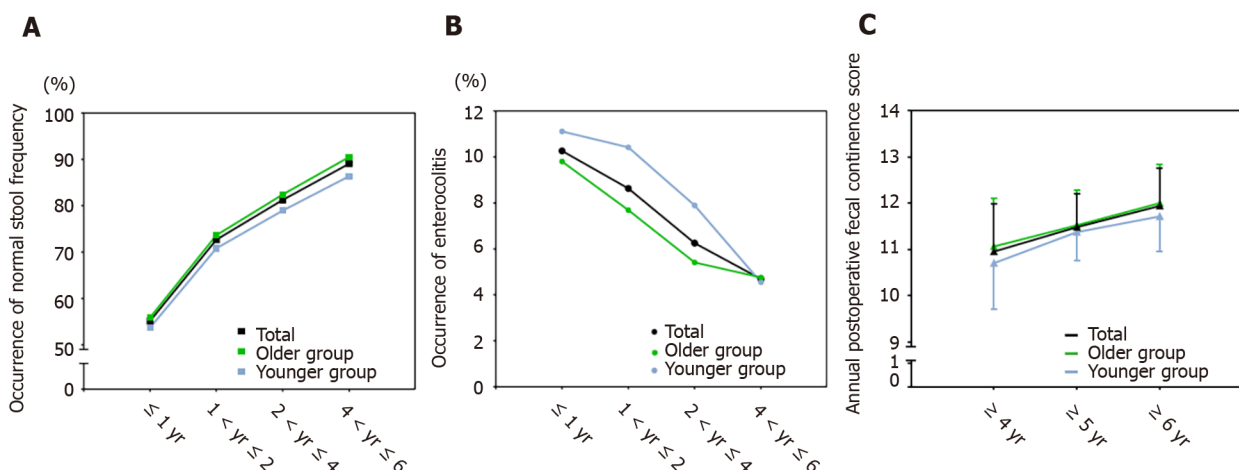 A
(%)
Occurrence of normal stool frequency
100
90
80
70
60
50
0
Total
Older group
Younger group
≤ 1 yr
1 < yr ≤ 2
2 < yr ≤ 4
4 < yr ≤ 6
B
(%)
Occurrence of enterocolitis
12
10
8
6
4
2
0
Total
Older group
Younger group
≤ 1 yr
1 < yr ≤ 2
2 < yr ≤ 4
4 < yr ≤ 6
C
Annual postoperative fecal continence score
14
13
12
11
10
9
1
0
Total
Older group
Younger group
≥ 4 yr
≥ 5 yr
≥ 6 yr